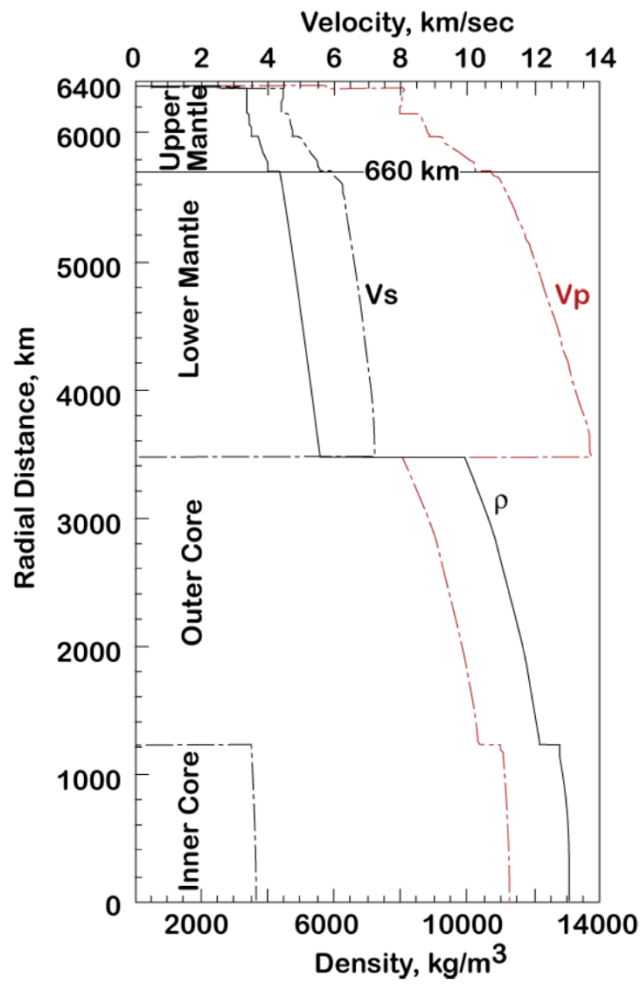 Velocity, km/sec
0 2 4 6 8 10 12 14
6400
6000
5000
4000
3000
2000
1000
0
Radial Distance, km
Upper
Mantle
660 km
Lower Mantle
Vs
Vp
ρ
Outer Core
Inner Core
2000 6000 10000 14000
Density, kg/m³